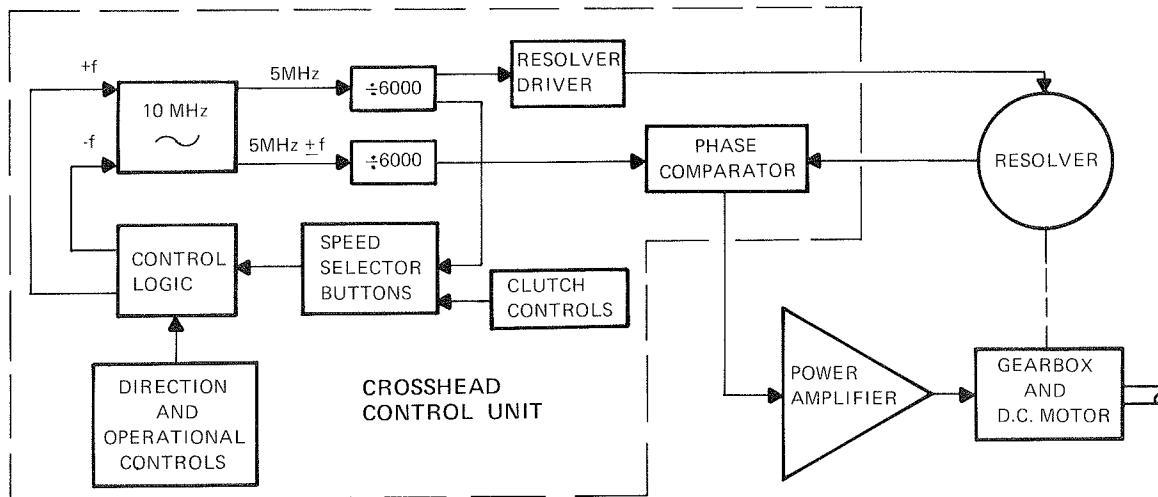 +f
10 MHz
-f
5MHz
÷6000
5MHz ±f
÷6000
RESOLVER
DRIVER
PHASE
COMPARATOR
RESOLVER
CONTROL
LOGIC
SPEED
SELECTOR
BUTTONS
CLUTCH
CONTROLS
DIRECTION
AND
OPERATIONAL
CONTROLS
CROSSHEAD
CONTROL UNIT
POWER
AMPLIFIER
GEARBOX
AND
D.C. MOTOR